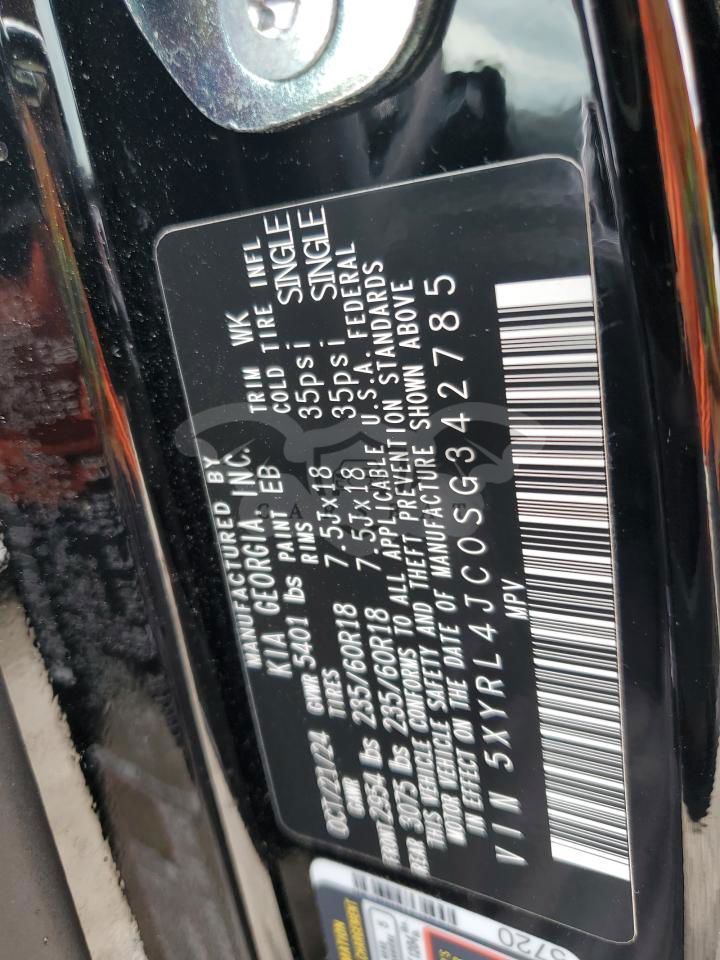 MANUFACTURED BY
KIA GEORGIA, INC.
OCT/21/24 GVWR 5401 lbs PAINT EB TRIM WK
GAWR TIRES RIMS COLD TIRE INFL
FRONT 2954 lbs 235/60R18 7.5Jx18 35psi SINGLE
REAR 3075 lbs 235/60R18 7.5Jx18 35psi SINGLE
THIS VEHICLE CONFORMS TO ALL APPLICABLE U.S.A. FEDERAL
MOTOR VEHICLE SAFETY AND THEFT PREVENTION STANDARDS
IN EFFECT ON THE DATE OF MANUFACTURE SHOWN ABOVE
VIN 5XYRL4JC0SG342785
MPV
5720